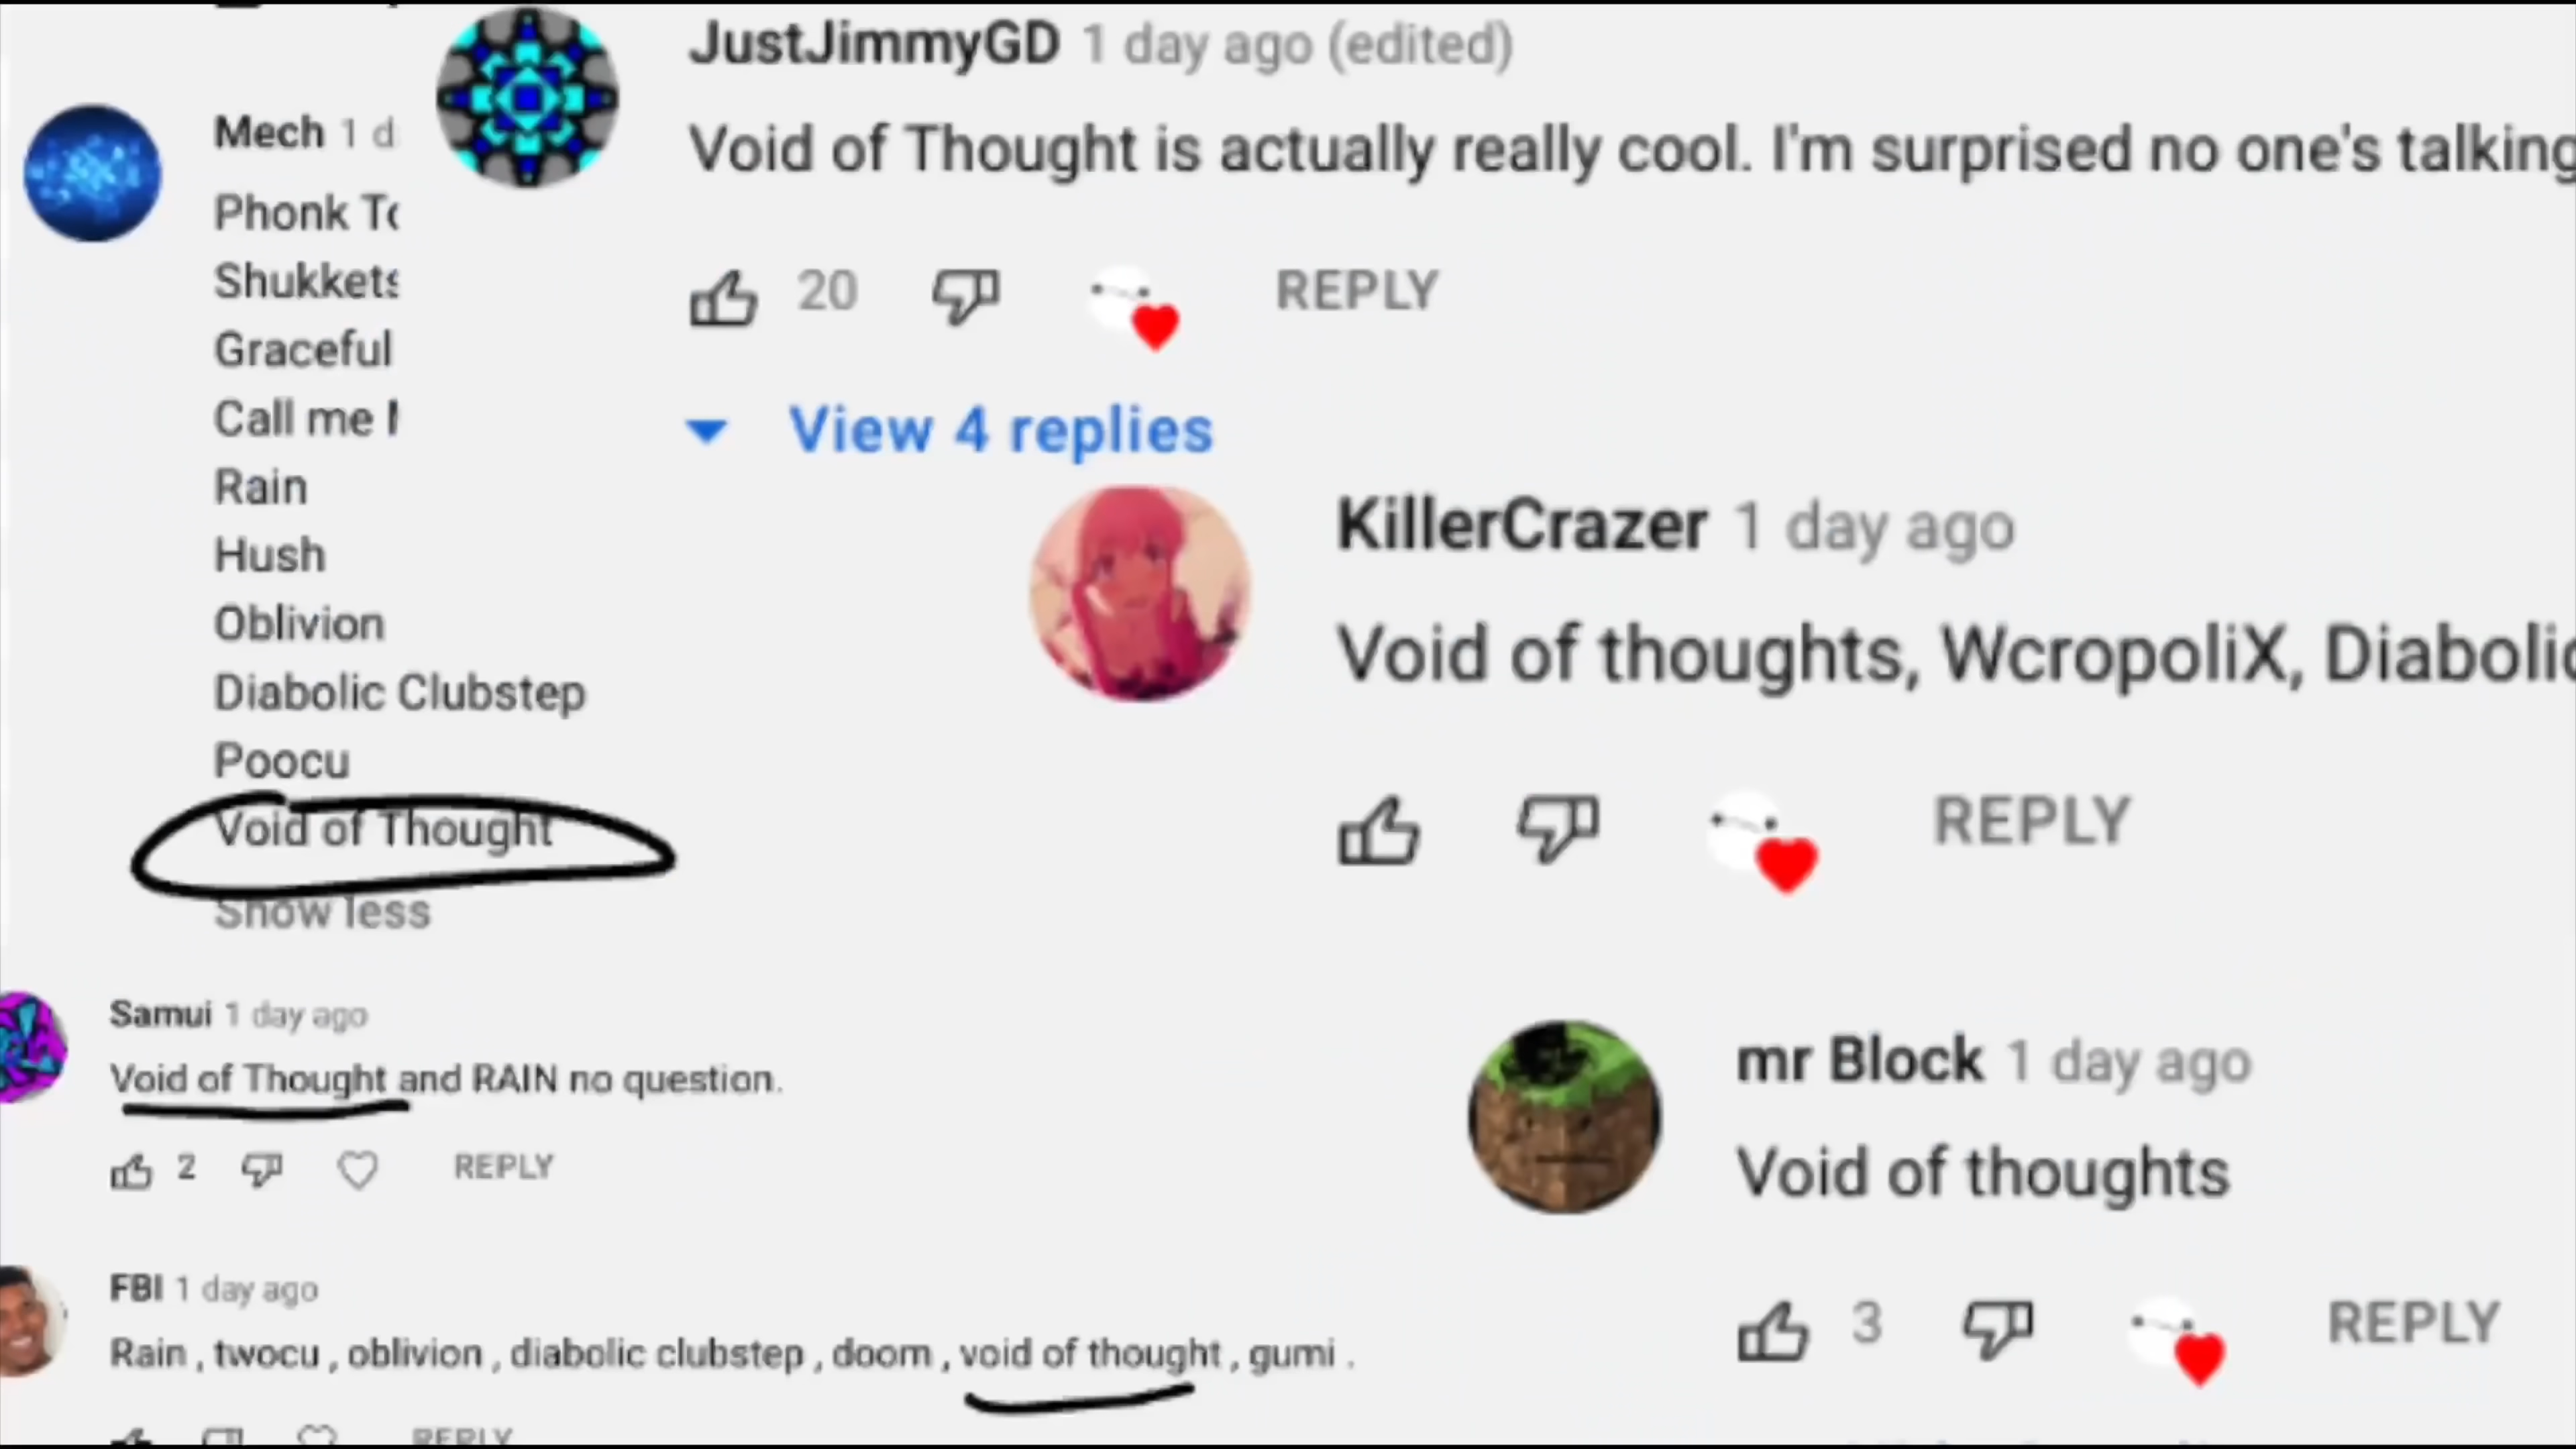 Mech 1 d
Phonk To
Shukkets
Graceful
Call me
Rain
Hush
Oblivion
Diabolic Clubstep
Poocu
Void of Thought
Show less
JustJimmyGD 1 day ago (edited)
Void of Thought is actually really cool. I'm surprised no one's talking
20 REPLY
View 4 replies
KillerCrazer 1 day ago
Void of thoughts, WcropoliX, Diabolic
REPLY
Samui 1 day ago
Void of Thought and RAIN no question.
2 REPLY
FBI 1 day ago
Rain , twocu , oblivion , diabolic clubstep , doom , void of thought , gumi .
REPLY
mr Block 1 day ago
Void of thoughts
3 REPLY